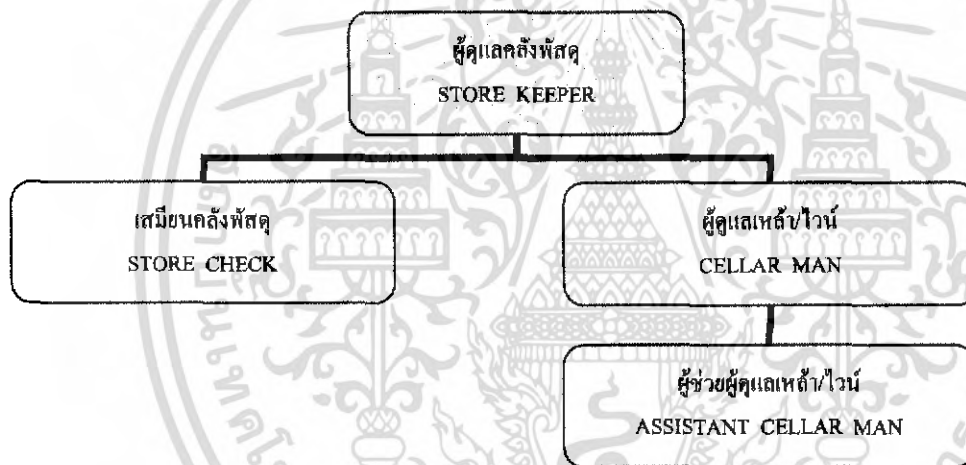 ผู้ดูแลคลังพัสดุ
STORE KEEPER
เสมียนคลังพัสดุ
STORE CHECK
ผู้ดูแลเหล้า/ไวน์
CELLAR MAN
ผู้ช่วยผู้ดูแลเหล้า/ไวน์
ASSISTANT CELLAR MAN